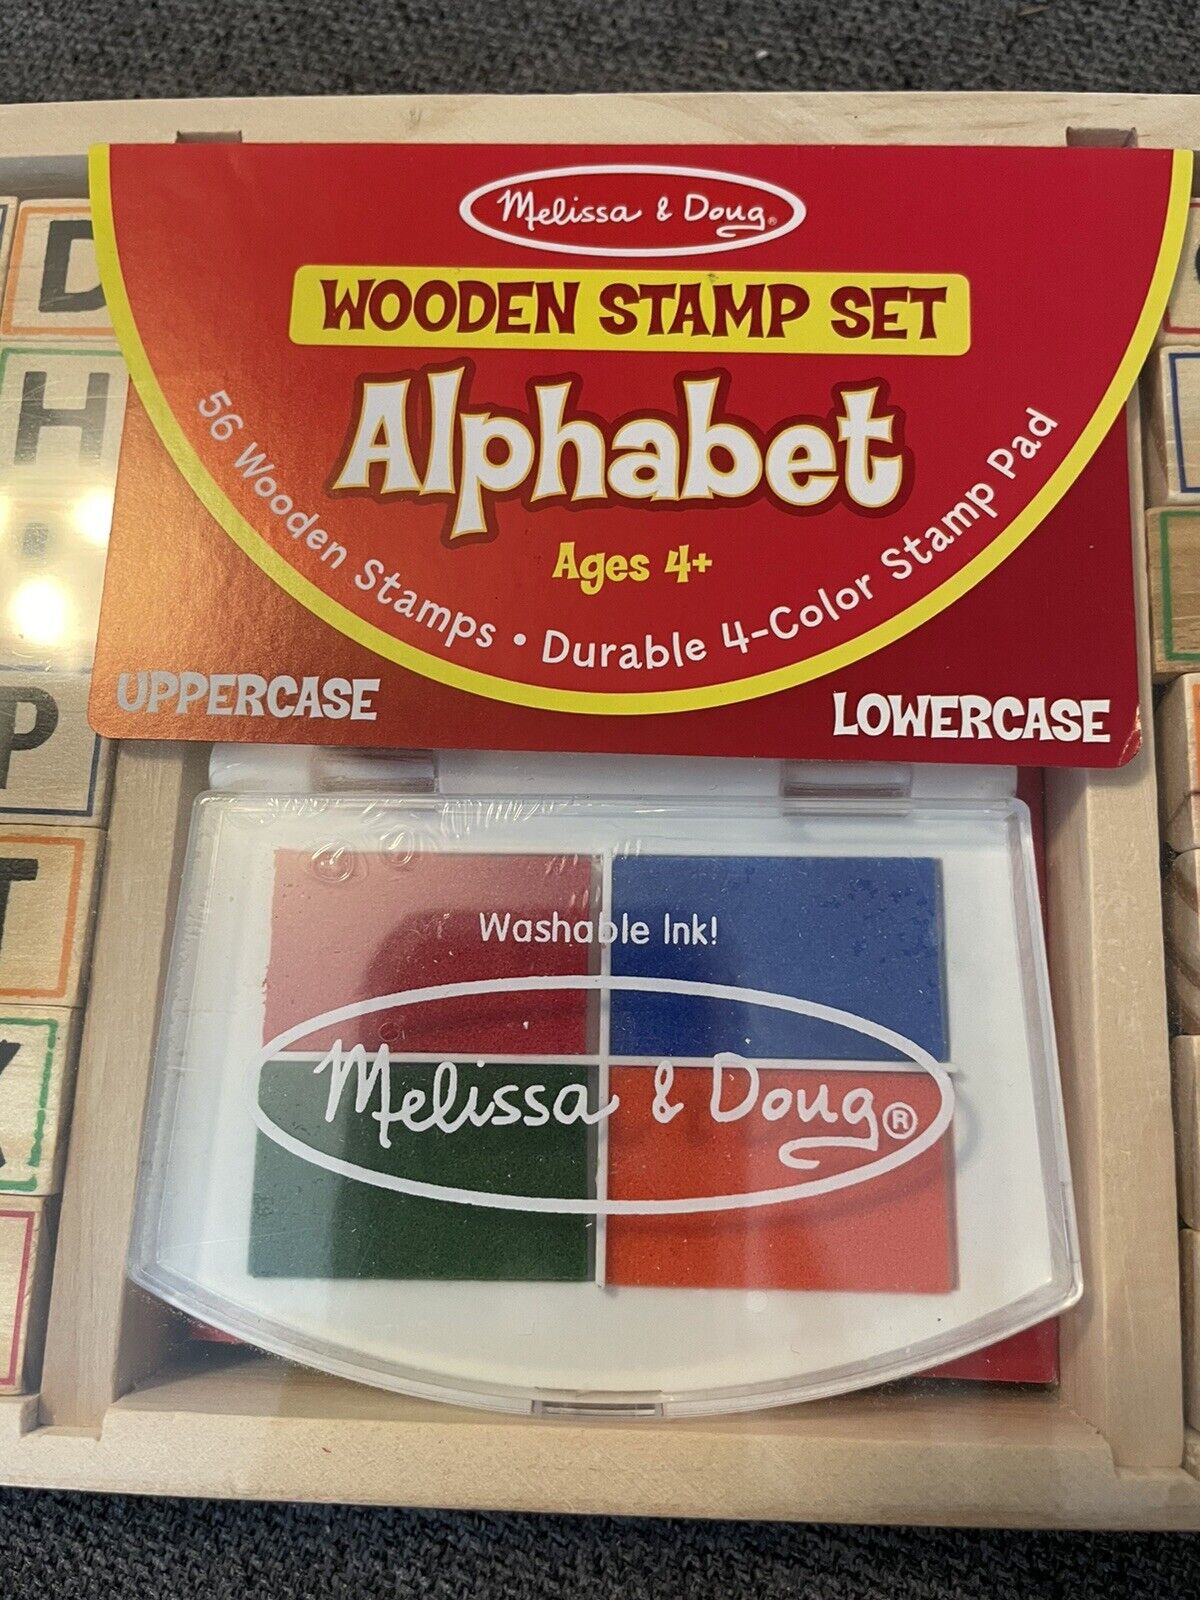 Melissa & Doug®
WOODEN STAMP SET
Alphabet
Ages 4+
56 Wooden Stamps • Durable 4-Color Stamp Pad
UPPERCASE
LOWERCASE
D
H
P
T
Washable Ink!
Melissa & Doug®